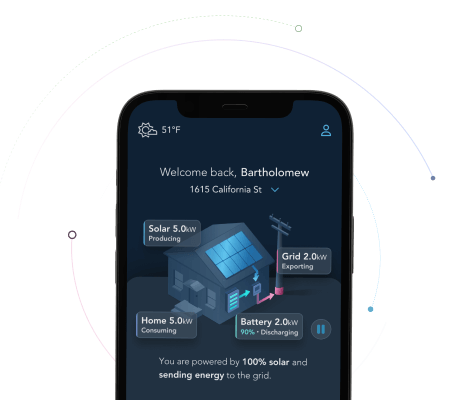 51°F
Welcome back, Bartholomew
1615 California St
Solar 5.0kW
Producing
Grid 2.0kW
Exporting
Home 5.0kW
Consuming
Battery 2.0kW
90% • Discharging
You are powered by 100% solar and
sending energy to the grid.